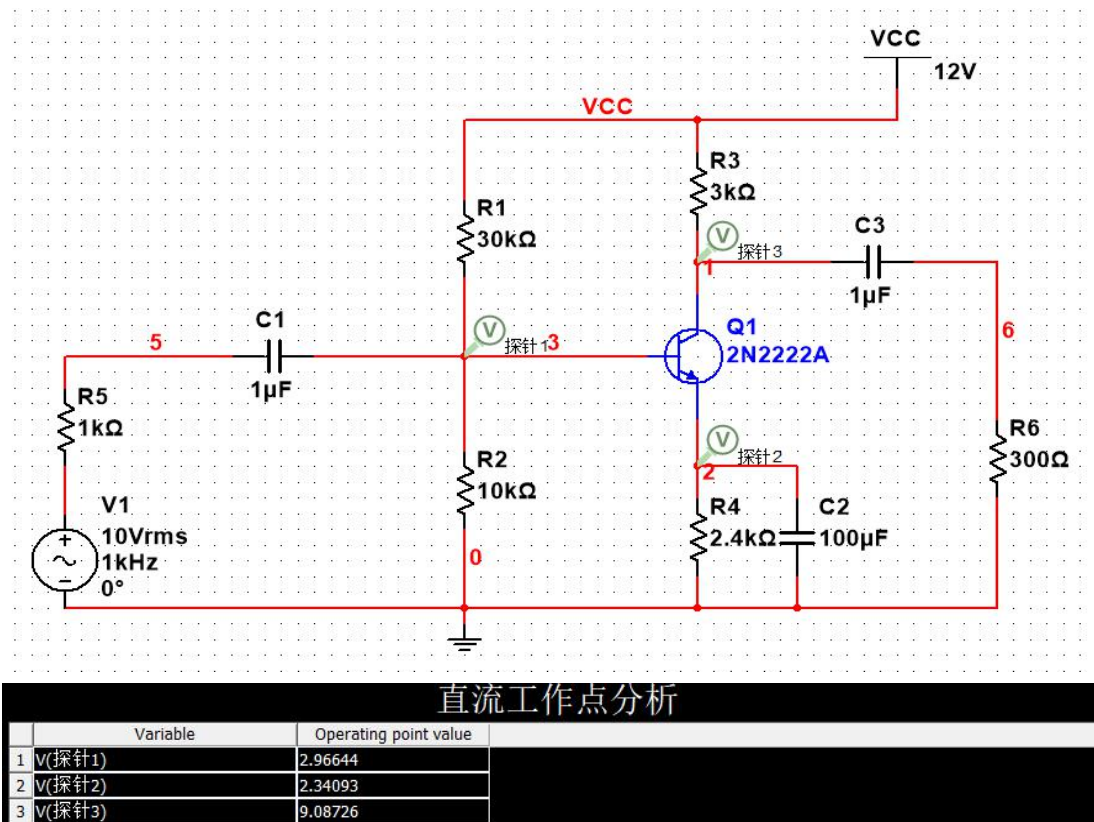 VCC
12V
VCC
R3
3kΩ
R1
30kΩ
C3
V
探针3
1
1μF
C1
V
探针1
3
Q1
2N2222A
5
6
1μF
R5
1kΩ
R6
300Ω
V
探针2
2
R2
10kΩ
V1
10Vrms
1kHz
0°
R4
2.4kΩ
C2
100μF
0
直流工作点分析
Variable Operating point value
1 V(探针1) 2.96644
2 V(探针2) 2.34093
3 V(探针3) 9.08726